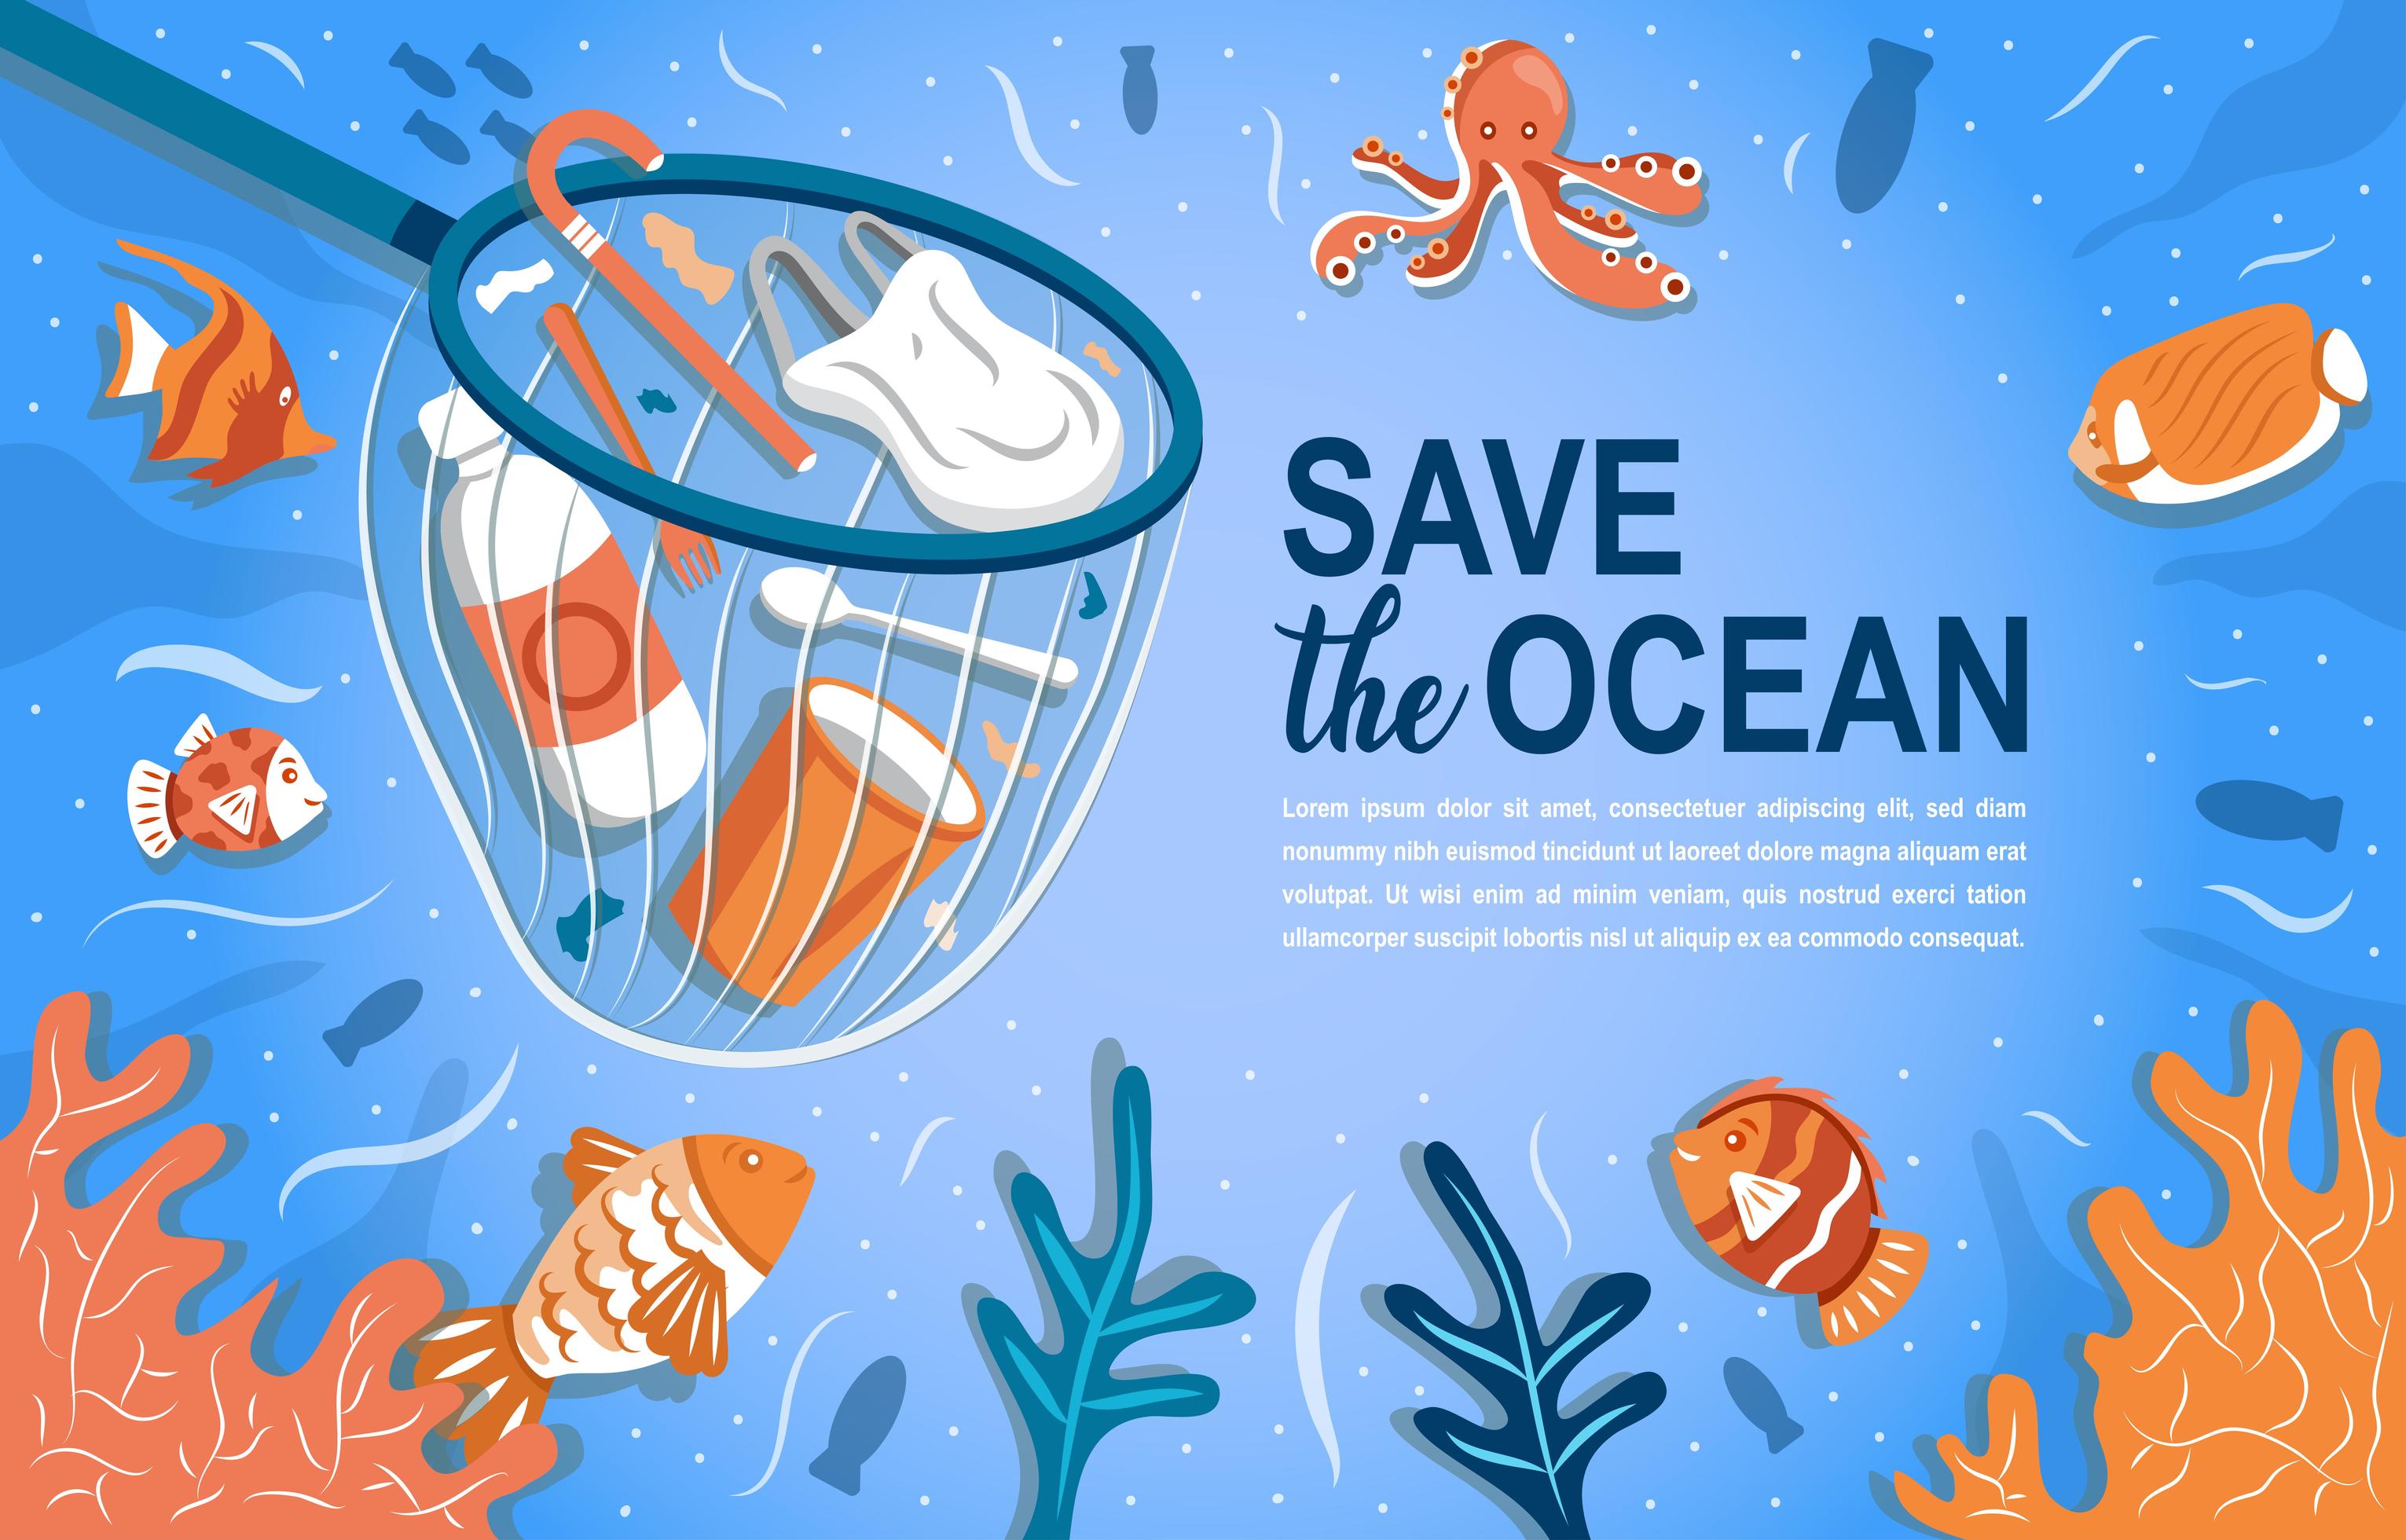 SAVE
the OCEAN
Lorem ipsum dolor sit amet, consectetuer adipiscing elit, sed diam
nonummy nibh euismod tincidunt ut laoreet dolore magna aliquam erat
volutpat. Ut wisi enim ad minim veniam, quis nostrud exerci tation
ullamcorper suscipit lobortis nisl ut aliquip ex ea commodo consequat.